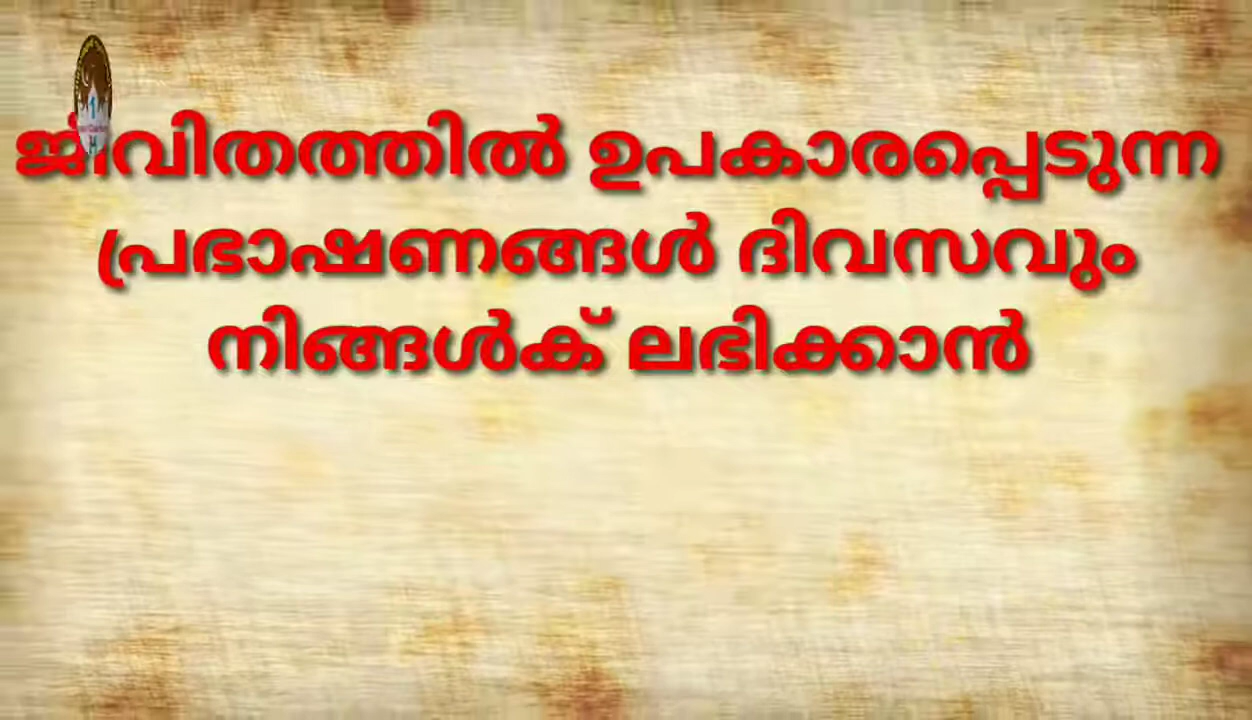 ജീവിതത്തിൽ ഉപകാരപ്പെടുന്ന
പ്രഭാഷണങ്ങൾ ദിവസവും
നിങ്ങൾക് ലഭിക്കാൻ